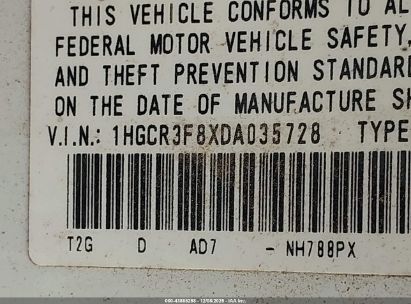 THIS VEHICLE CONFORMS TO AL
FEDERAL MOTOR VEHICLE SAFETY,
AND THEFT PREVENTION STANDARD
ON THE DATE OF MANUFACTURE SH
V.I.N.: 1HGCR3F8XDA035728 TYPE
T2G D AD7 - NH788PX